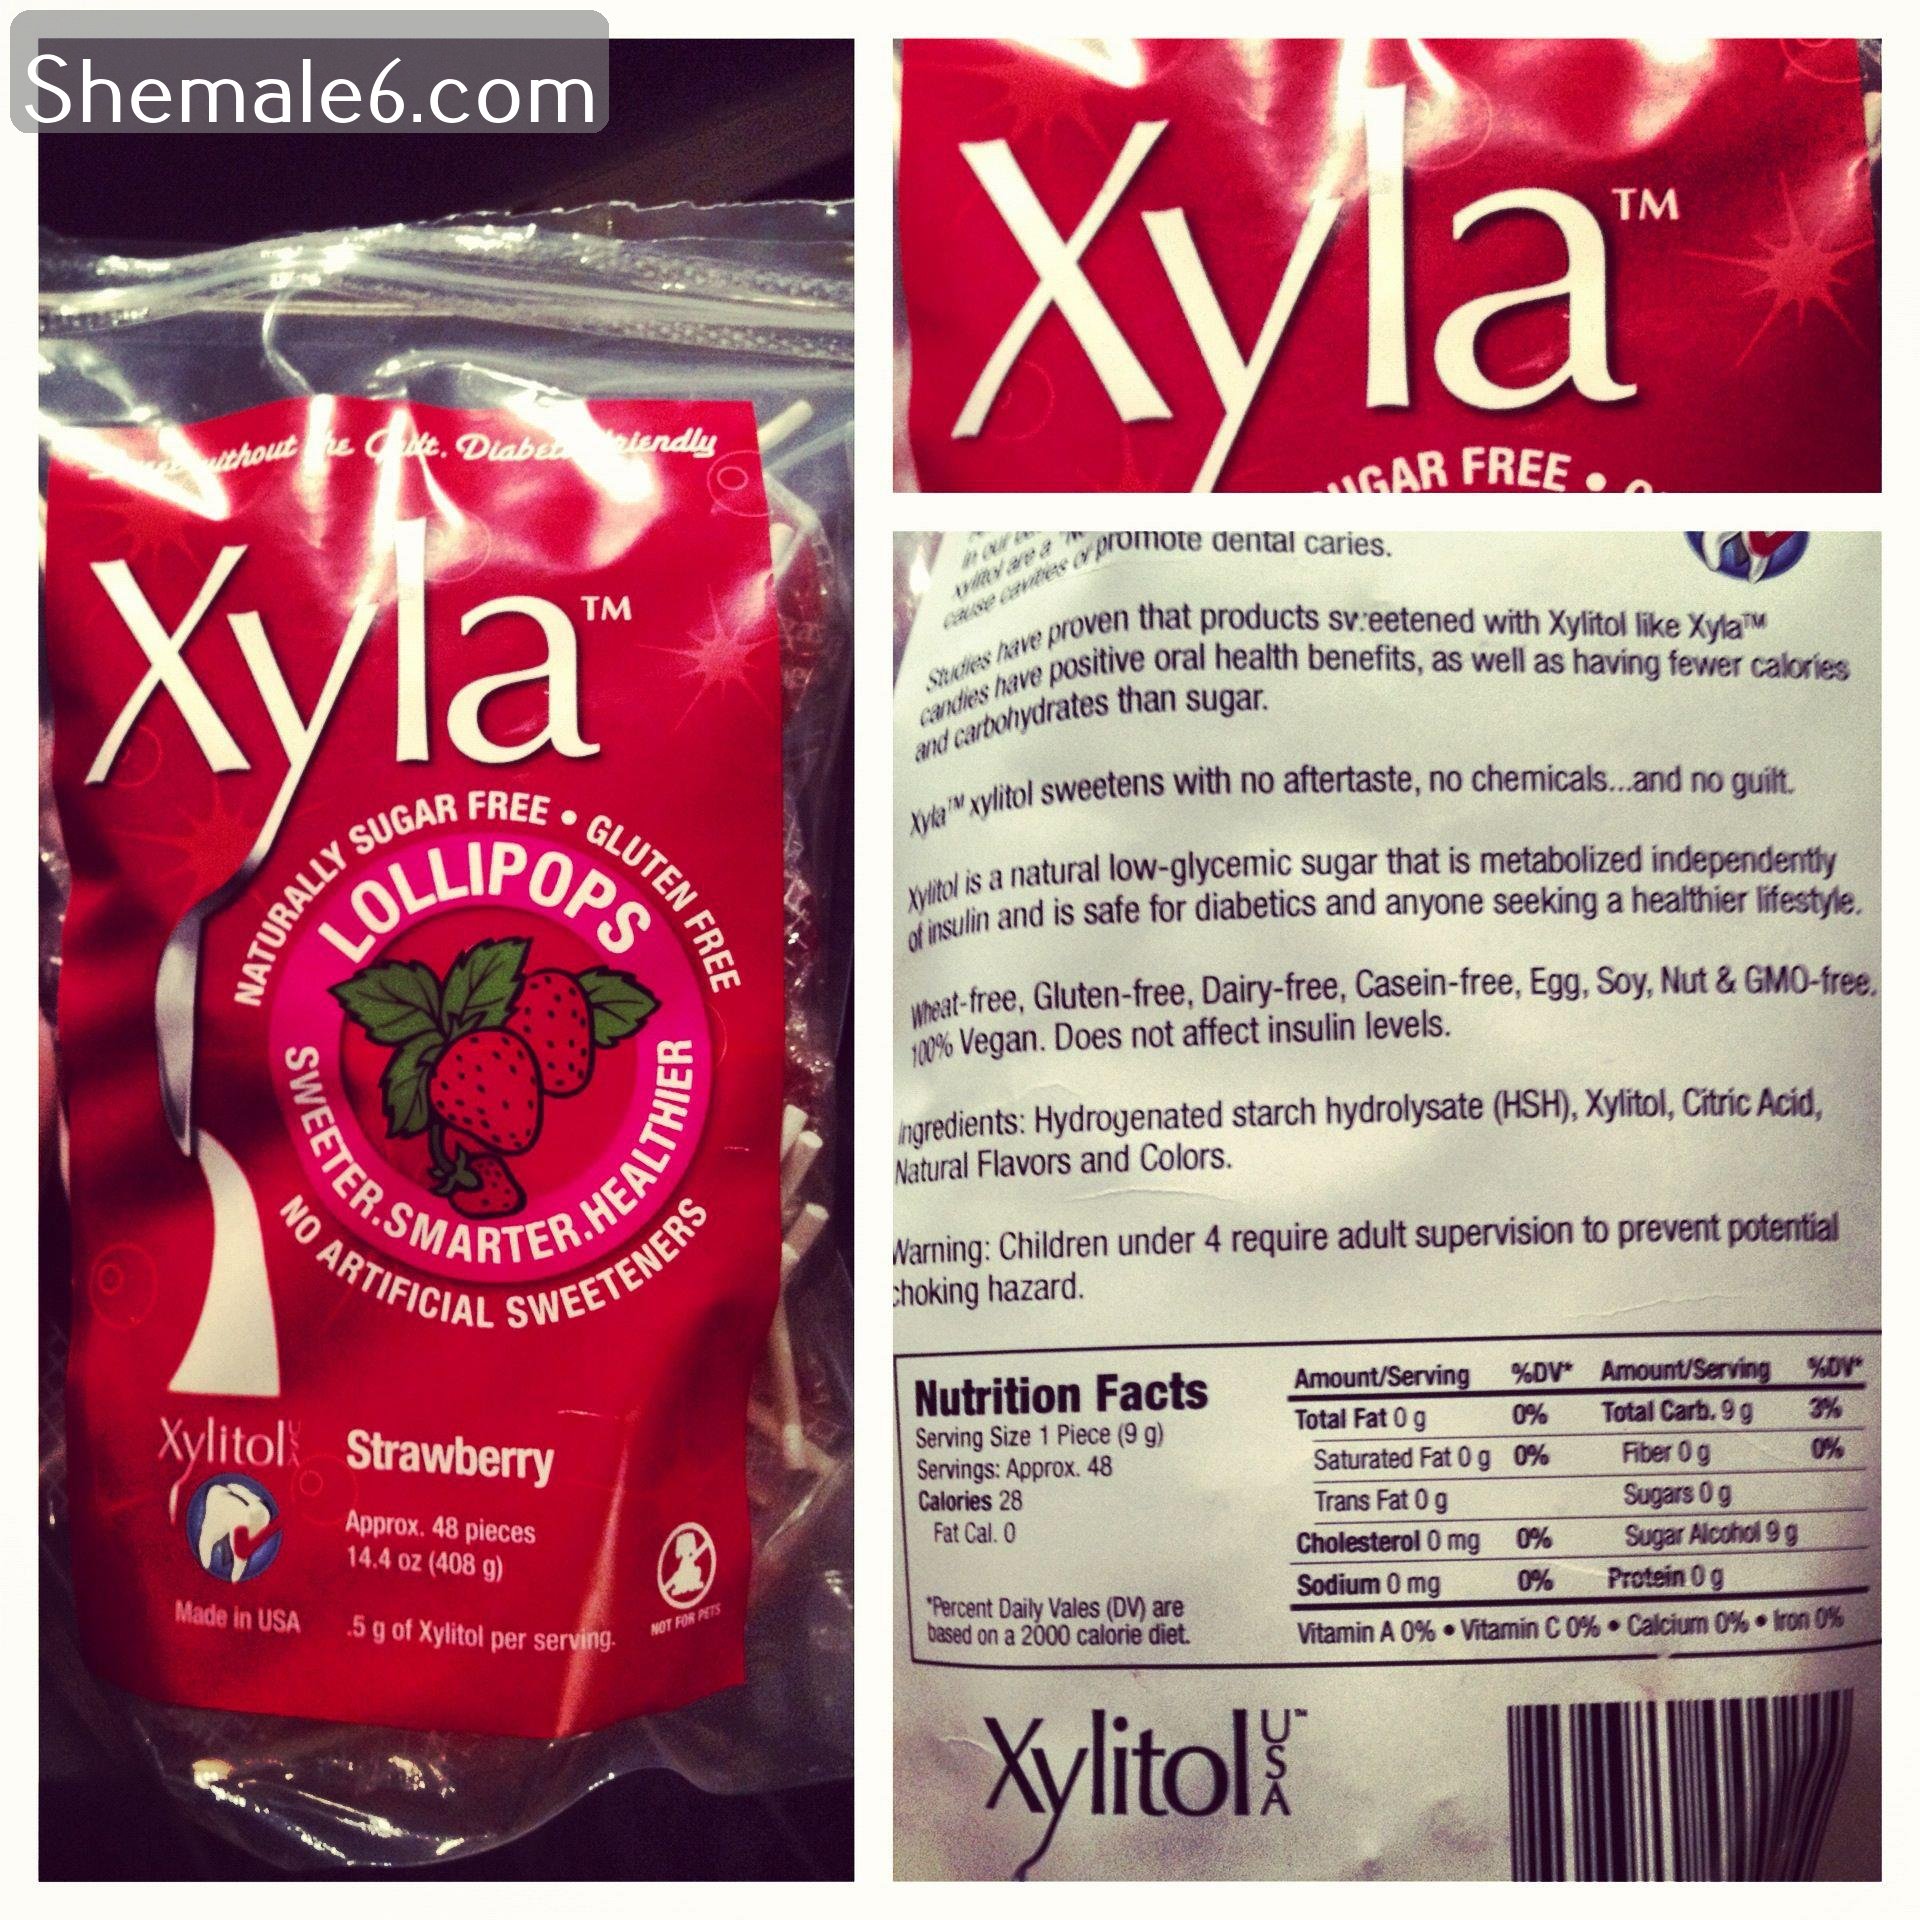 Shemale6.com
Xyla™
NATURALLY SUGAR FREE • GLUTEN FREE
LOLLIPOPS
SWEETER.SMARTER.HEALTHIER
NO ARTIFICIAL SWEETENERS
Xylitol USA
Strawberry
Approx. 48 pieces
14.4 oz (408 g)
Made in USA
.5 g of Xylitol per serving.
NOT FOR PETS
Xyla™
UGAR FREE •
in our
xylitol are a
cause cavities or promote dental caries.
Studies have proven that products sweetened with Xylitol like Xyla™
candies have positive oral health benefits, as well as having fewer calories
and carbohydrates than sugar.
Xyla™ xylitol sweetens with no aftertaste, no chemicals...and no guilt.
Xylitol is a natural low-glycemic sugar that is metabolized independently
of insulin and is safe for diabetics and anyone seeking a healthier lifestyle.
Wheat-free, Gluten-free, Dairy-free, Casein-free, Egg, Soy, Nut & GMO-free.
100% Vegan. Does not affect insulin levels.
Ingredients: Hydrogenated starch hydrolysate (HSH), Xylitol, Citric Acid,
Natural Flavors and Colors.
Warning: Children under 4 require adult supervision to prevent potential
choking hazard.
Nutrition Facts
Serving Size 1 Piece (9 g)
Servings: Approx. 48
Calories 28
Fat Cal. 0
*Percent Daily Vales (DV) are
based on a 2000 calorie diet.
Amount/Serving %DV* Amount/Serving %DV*
Total Fat 0 g 0% Total Carb. 9 g 3%
Saturated Fat 0 g 0% Fiber 0 g 0%
Trans Fat 0 g Sugars 0 g
Cholesterol 0 mg 0% Sugar Alcohol 9 g
Sodium 0 mg 0% Protein 0 g
Vitamin A 0% • Vitamin C 0% • Calcium 0% • Iron 0%
Xylitol USA™